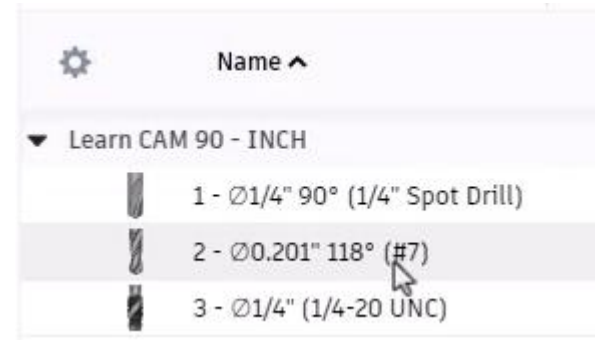 Name
Learn CAM 90 - INCH
1 - ∅1/4" 90° (1/4" Spot Drill)
2 - ∅0.201" 118° (#7)
3 - ∅1/4" (1/4-20 UNC)